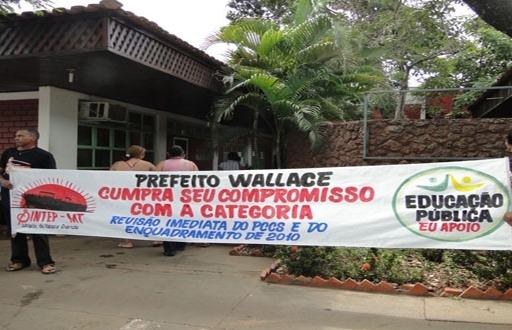 PREFEITO WALLACE
CUMPRA SEU COMPROMISSO
COM A CATEGORIA
REVISÃO IMEDIATA DO PCCS E DO
ENQUADRAMENTO DE 2010
SINTEP-MT
EDUCAÇÃO
PÚBLICA
EU APOIO